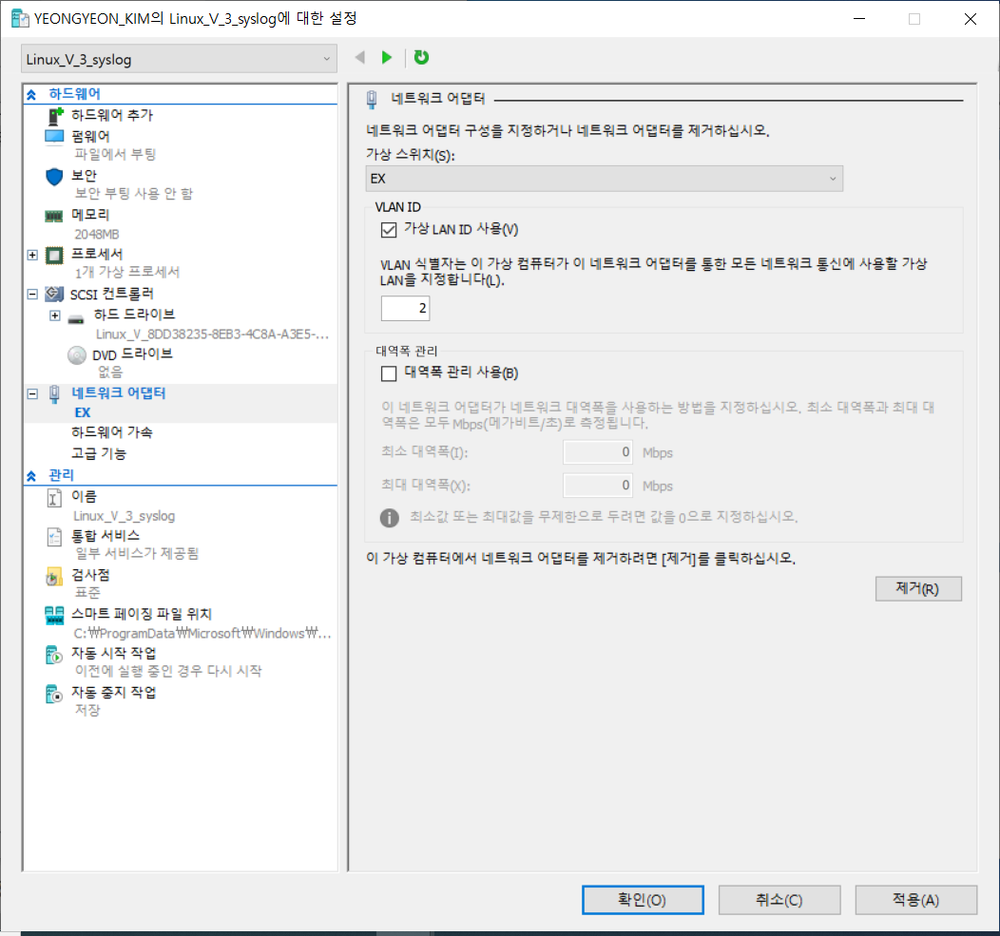 YEONGYEON_KIM의 Linux_V_3_syslog에 대한 설정
Linux_V_3_syslog
하드웨어
하드웨어 추가
펌웨어
파일에서 부팅
보안
보안 부팅 사용 안 함
메모리
2048MB
프로세서
1개 가상 프로세서
SCSI 컨트롤러
하드 드라이브
Linux_V_8DD38235-8EB3-4C8A-A3E5-...
DVD 드라이브
없음
네트워크 어댑터
EX
하드웨어 가속
고급 기능
관리
이름
Linux_V_3_syslog
통합 서비스
일부 서비스가 제공됨
검사점
표준
스마트 페이징 파일 위치
C:₩ProgramData₩Microsoft₩Windows₩...
자동 시작 작업
이전에 실행 중인 경우 다시 시작
자동 중지 작업
저장
네트워크 어댑터
네트워크 어댑터 구성을 지정하거나 네트워크 어댑터를 제거하십시오.
가상 스위치(S):
EX
VLAN ID
가상 LAN ID 사용(V)
VLAN 식별자는 이 가상 컴퓨터가 이 네트워크 어댑터를 통한 모든 네트워크 통신에 사용할 가상
LAN을 지정합니다(L).
2
대역폭 관리
대역폭 관리 사용(B)
이 네트워크 어댑터가 네트워크 대역폭을 사용하는 방법을 지정하십시오. 최소 대역폭과 최대 대
역폭은 모두 Mbps(메가비트/초)로 측정됩니다.
최소 대역폭(I): 0 Mbps
최대 대역폭(X): 0 Mbps
최소값 또는 최대값을 무제한으로 두려면 값을 0으로 지정하십시오.
이 가상 컴퓨터에서 네트워크 어댑터를 제거하려면 [제거]를 클릭하십시오.
제거(R)
확인(O) 취소(C) 적용(A)